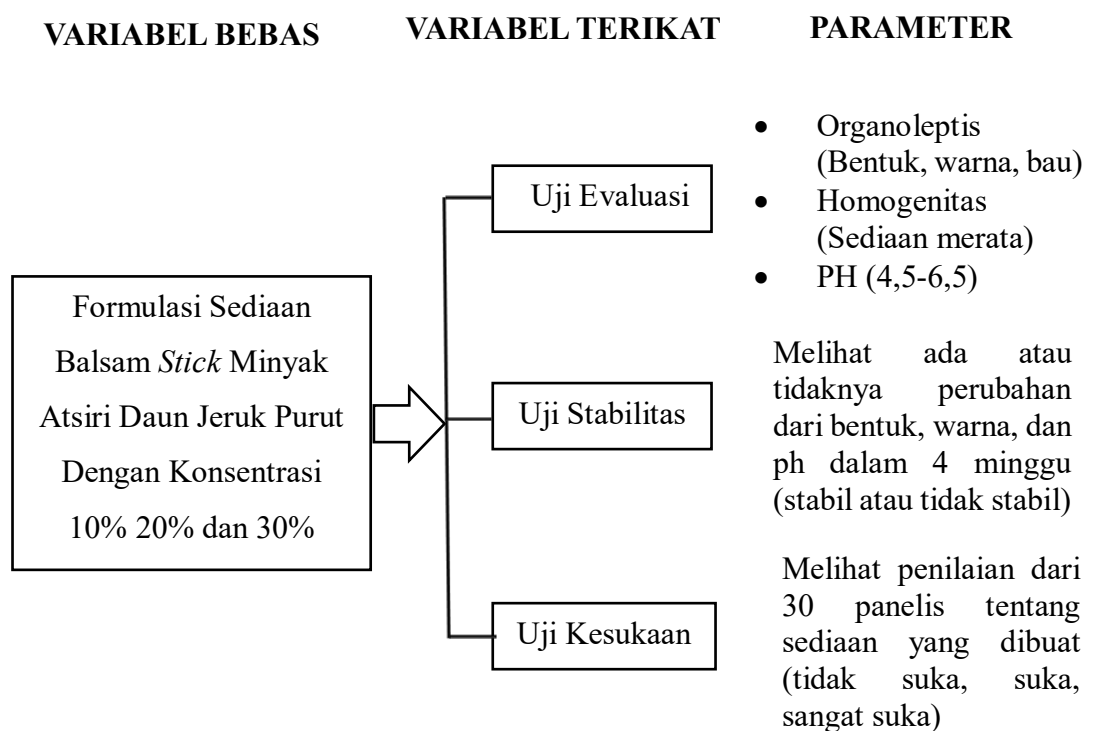 VARIABEL BEBAS
VARIABEL TERIKAT
PARAMETER
Formulasi Sediaan
Balsam Stick Minyak
Atsiri Daun Jeruk Purut
Dengan Konsentrasi
10% 20% dan 30%
Uji Evaluasi
• Organoleptis
(Bentuk, warna, bau)
• Homogenitas
(Sediaan merata)
• PH (4,5-6,5)
Uji Stabilitas
Melihat ada atau
tidaknya perubahan
dari bentuk, warna, dan
ph dalam 4 minggu
(stabil atau tidak stabil)
Uji Kesukaan
Melihat penilaian dari
30 panelis tentang
sediaan yang dibuat
(tidak suka, suka,
sangat suka)